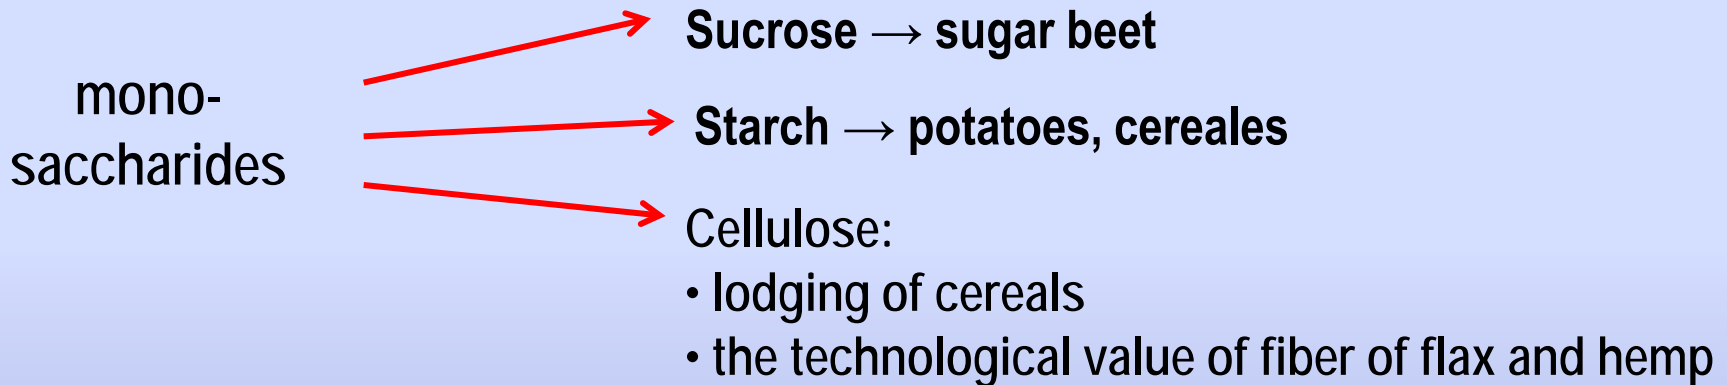 mono-
saccharides
Sucrose → sugar beet
Starch → potatoes, cereales
Cellulose:
• lodging of cereals
• the technological value of fiber of flax and hemp